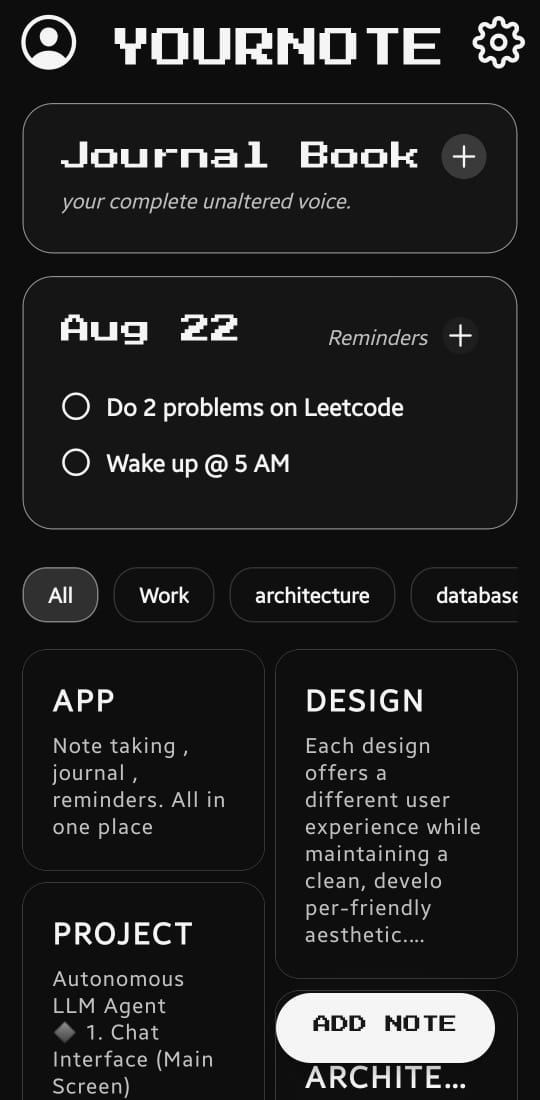 YOURNOTE
Journal Book
your complete unaltered voice.
Aug 22
Reminders
Do 2 problems on Leetcode
Wake up @ 5 AM
All
Work
architecture
database
APP
Note taking ,
journal ,
reminders. All in
one place
DESIGN
Each design
offers a
different user
experience while
maintaining a
clean, develo
per-friendly
aesthetic....
PROJECT
Autonomous
LLM Agent
🔷 1. Chat
Interface (Main
Screen)
ADD NOTE
ARCHITE...